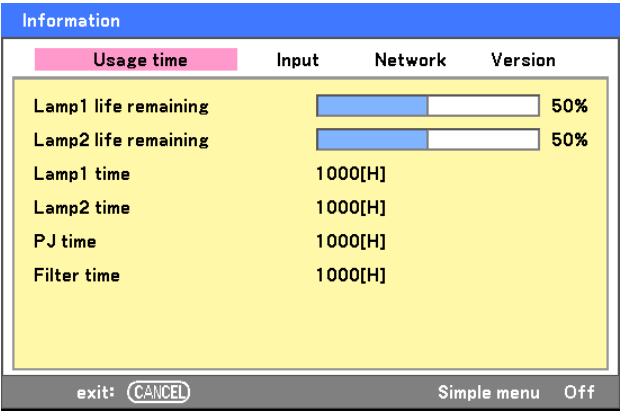 Information
Usage time Input Network Version
Lamp1 life remaining 50%
Lamp2 life remaining 50%
Lamp1 time 1000[H]
Lamp2 time 1000[H]
PJ time 1000[H]
Filter time 1000[H]
exit: CANCEL Simple menu Off